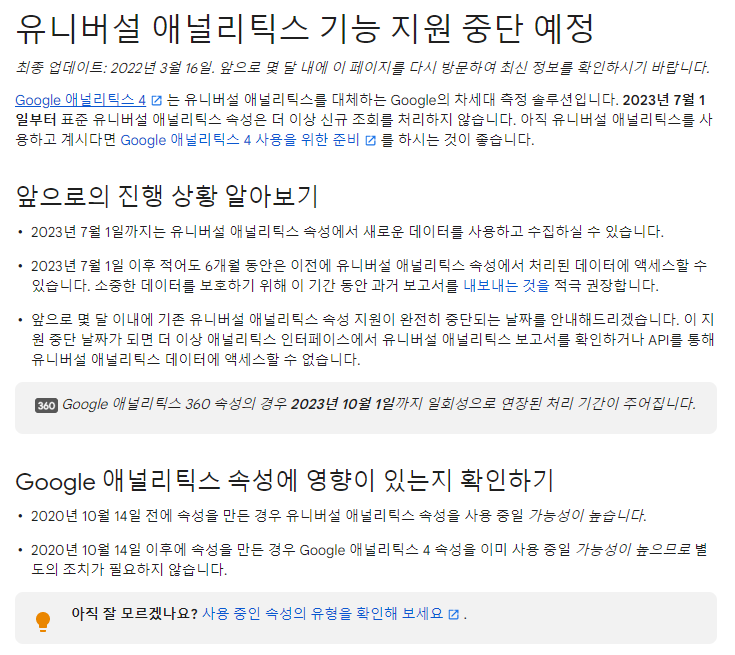 유니버설 애널리틱스 기능 지원 중단 예정
최종 업데이트: 2022년 3월 16일. 앞으로 몇 달 내에 이 페이지를 다시 방문하여 최신 정보를 확인하시기 바랍니다.
Google 애널리틱스 4 는 유니버설 애널리틱스를 대체하는 Google의 차세대 측정 솔루션입니다. 2023년 7월 1
일부터 표준 유니버설 애널리틱스 속성은 더 이상 신규 조회를 처리하지 않습니다. 아직 유니버설 애널리틱스를 사
용하고 계시다면 Google 애널리틱스 4 사용을 위한 준비 를 하시는 것이 좋습니다.
앞으로의 진행 상황 알아보기
• 2023년 7월 1일까지는 유니버설 애널리틱스 속성에서 새로운 데이터를 사용하고 수집하실 수 있습니다.
• 2023년 7월 1일 이후 적어도 6개월 동안은 이전에 유니버설 애널리틱스 속성에서 처리된 데이터에 액세스할 수
있습니다. 소중한 데이터를 보호하기 위해 이 기간 동안 과거 보고서를 내보내는 것을 적극 권장합니다.
• 앞으로 몇 달 이내에 기존 유니버설 애널리틱스 속성 지원이 완전히 중단되는 날짜를 안내해드리겠습니다. 이 지
원 중단 날짜가 되면 더 이상 애널리틱스 인터페이스에서 유니버설 애널리틱스 보고서를 확인하거나 API를 통해
유니버설 애널리틱스 데이터에 액세스할 수 없습니다.
360 Google 애널리틱스 360 속성의 경우 2023년 10월 1일까지 일회성으로 연장된 처리 기간이 주어집니다.
Google 애널리틱스 속성에 영향이 있는지 확인하기
• 2020년 10월 14일 전에 속성을 만든 경우 유니버설 애널리틱스 속성을 사용 중일 가능성이 높습니다.
• 2020년 10월 14일 이후에 속성을 만든 경우 Google 애널리틱스 4 속성을 이미 사용 중일 가능성이 높으므로 별
도의 조치가 필요하지 않습니다.
아직 잘 모르겠나요? 사용 중인 속성의 유형을 확인해 보세요 .